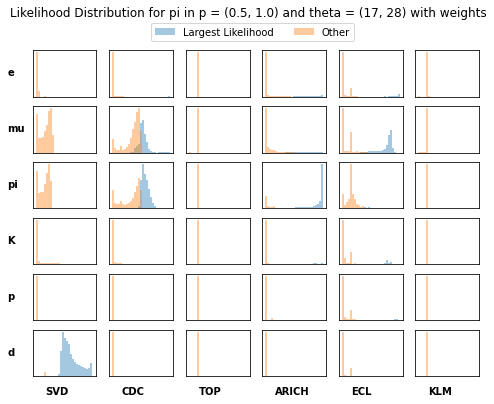 Likelihood Distribution for pi in p = (0.5, 1.0) and theta = (17, 28) with weights
Largest Likelihood Other
e
mu
pi
K
p
d
SVD CDC TOP ARICH ECL KLM